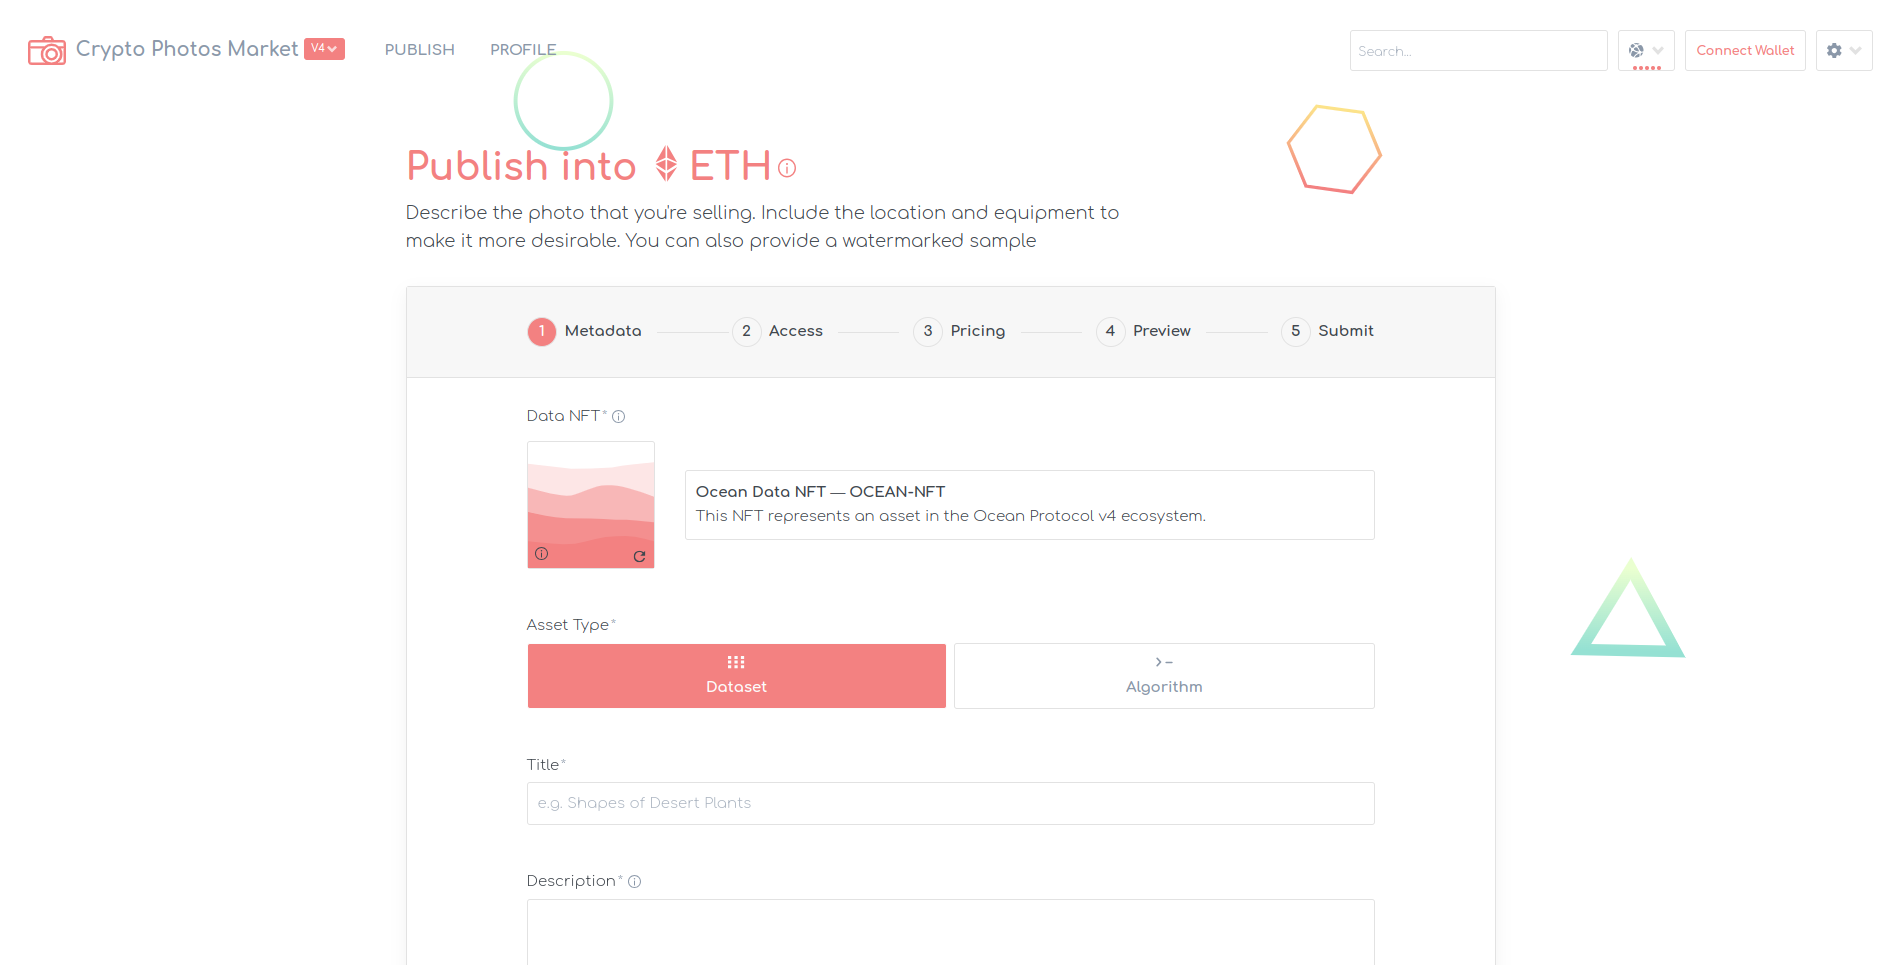 Crypto Photos Market V4
PUBLISH
PROFILE
Search...
Connect Wallet
Publish into ETH
Describe the photo that you're selling. Include the location and equipment to
make it more desirable. You can also provide a watermarked sample
1 Metadata
2 Access
3 Pricing
4 Preview
5 Submit
Data NFT*
Ocean Data NFT — OCEAN-NFT
This NFT represents an asset in the Ocean Protocol v4 ecosystem.
Asset Type*
Dataset
Algorithm
Title*
e.g. Shapes of Desert Plants
Description*